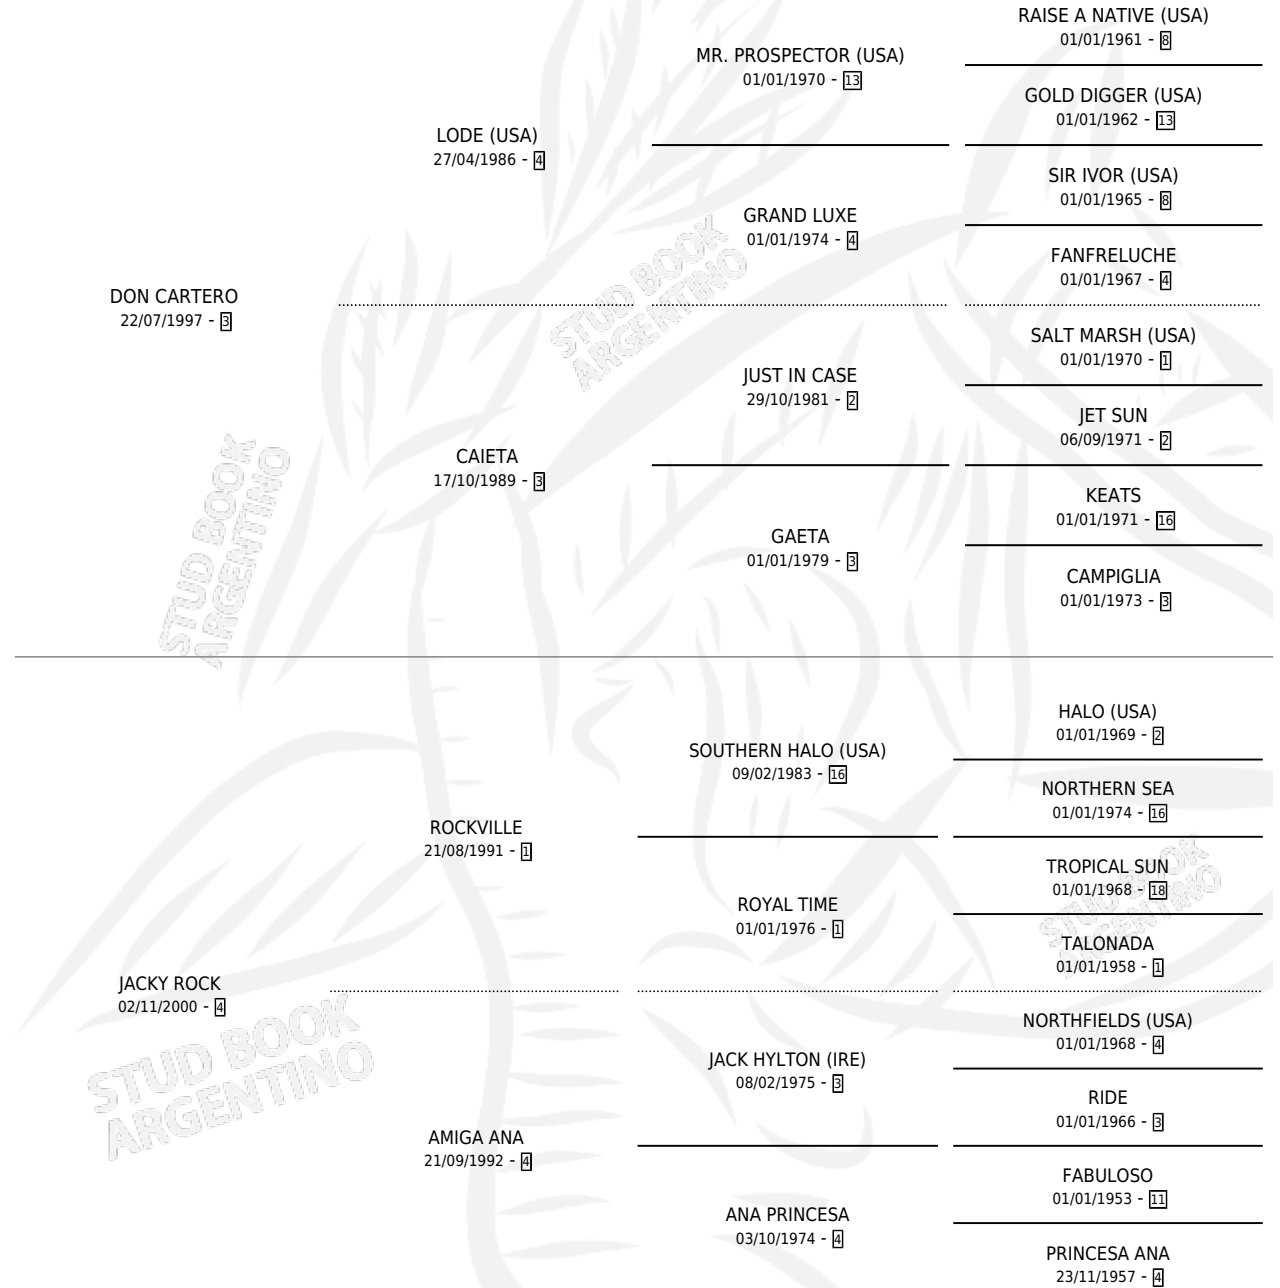 RAISE A NATIVE (USA)
01/01/1961 - 8
MR. PROSPECTOR (USA)
01/01/1970 - 13
GOLD DIGGER (USA)
01/01/1962 - 13
LODE (USA)
27/04/1986 - 4
SIR IVOR (USA)
01/01/1965 - 8
GRAND LUXE
01/01/1974 - 4
FANFRELUCHE
01/01/1967 - 4
DON CARTERO
22/07/1997 - 3
SALT MARSH (USA)
01/01/1970 - 1
JUST IN CASE
29/10/1981 - 2
JET SUN
06/09/1971 - 2
CAIETA
17/10/1989 - 3
KEATS
01/01/1971 - 16
GAETA
01/01/1979 - 3
CAMPIGLIA
01/01/1973 - 3
STUD BOOK
ARGENTINO
STUD BOOK
ARGENTINO
HALO (USA)
01/01/1969 - 2
SOUTHERN HALO (USA)
09/02/1983 - 16
NORTHERN SEA
01/01/1974 - 16
ROCKVILLE
21/08/1991 - 1
TROPICAL SUN
01/01/1968 - 18
ROYAL TIME
01/01/1976 - 1
TALONADA
01/01/1958 - 1
STUD BOOK
ARGENTINO
JACKY ROCK
02/11/2000 - 4
NORTHFIELDS (USA)
01/01/1968 - 4
JACK HYLTON (IRE)
08/02/1975 - 3
RIDE
01/01/1966 - 3
STUD BOOK
ARGENTINO
AMIGA ANA
21/09/1992 - 4
FABULOSO
01/01/1953 - 11
ANA PRINCESA
03/10/1974 - 4
PRINCESA ANA
23/11/1957 - 4